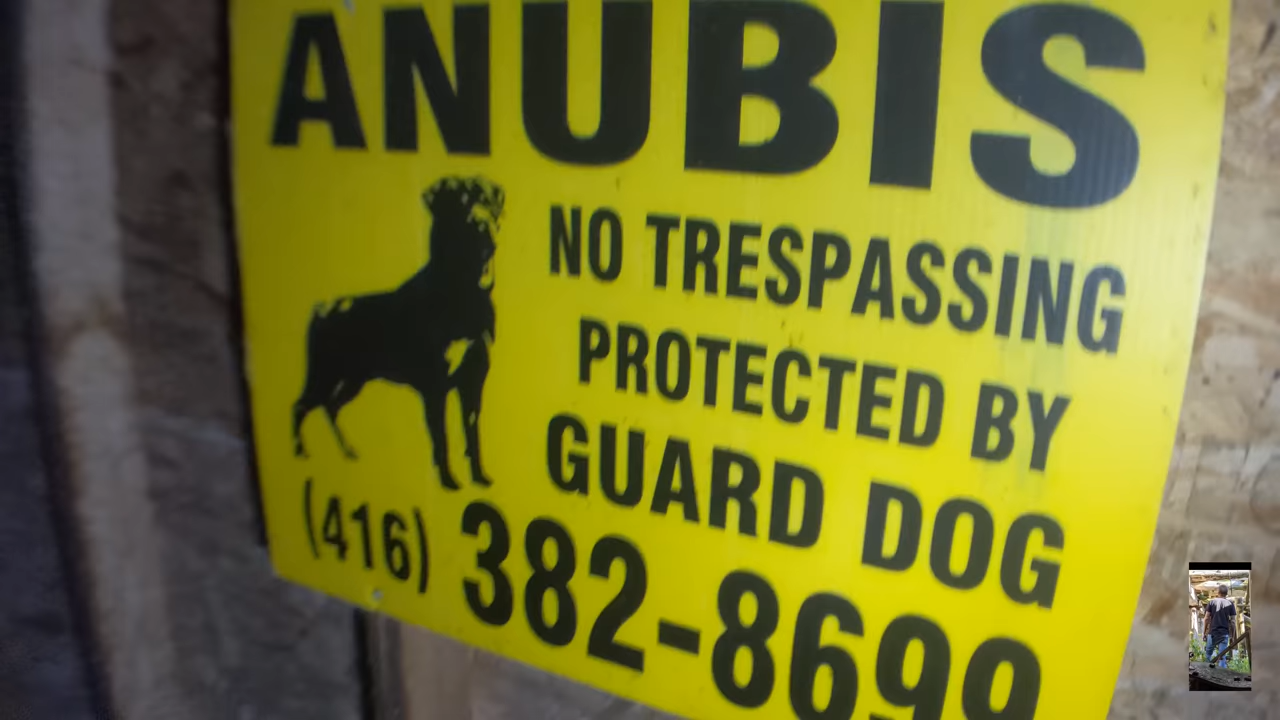 ANUBIS
NO TRESPASSING
PROTECTED BY
GUARD DOG
(416) 382-8699